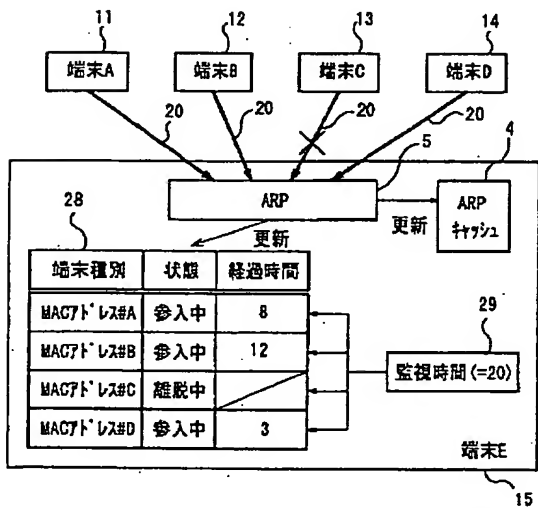 11
12
13
14
端末A
端末B
端末C
端末D
20
20
20
20
5
4
ARP
ARP
キャッシュ
更新
更新
28
端末種別 状態 経過時間
MACアドレス#A 参入中 8
MACアドレス#B 参入中 12
MACアドレス#C 離脱中
MACアドレス#D 参入中 3
29
監視時間(=20)
端末E
15